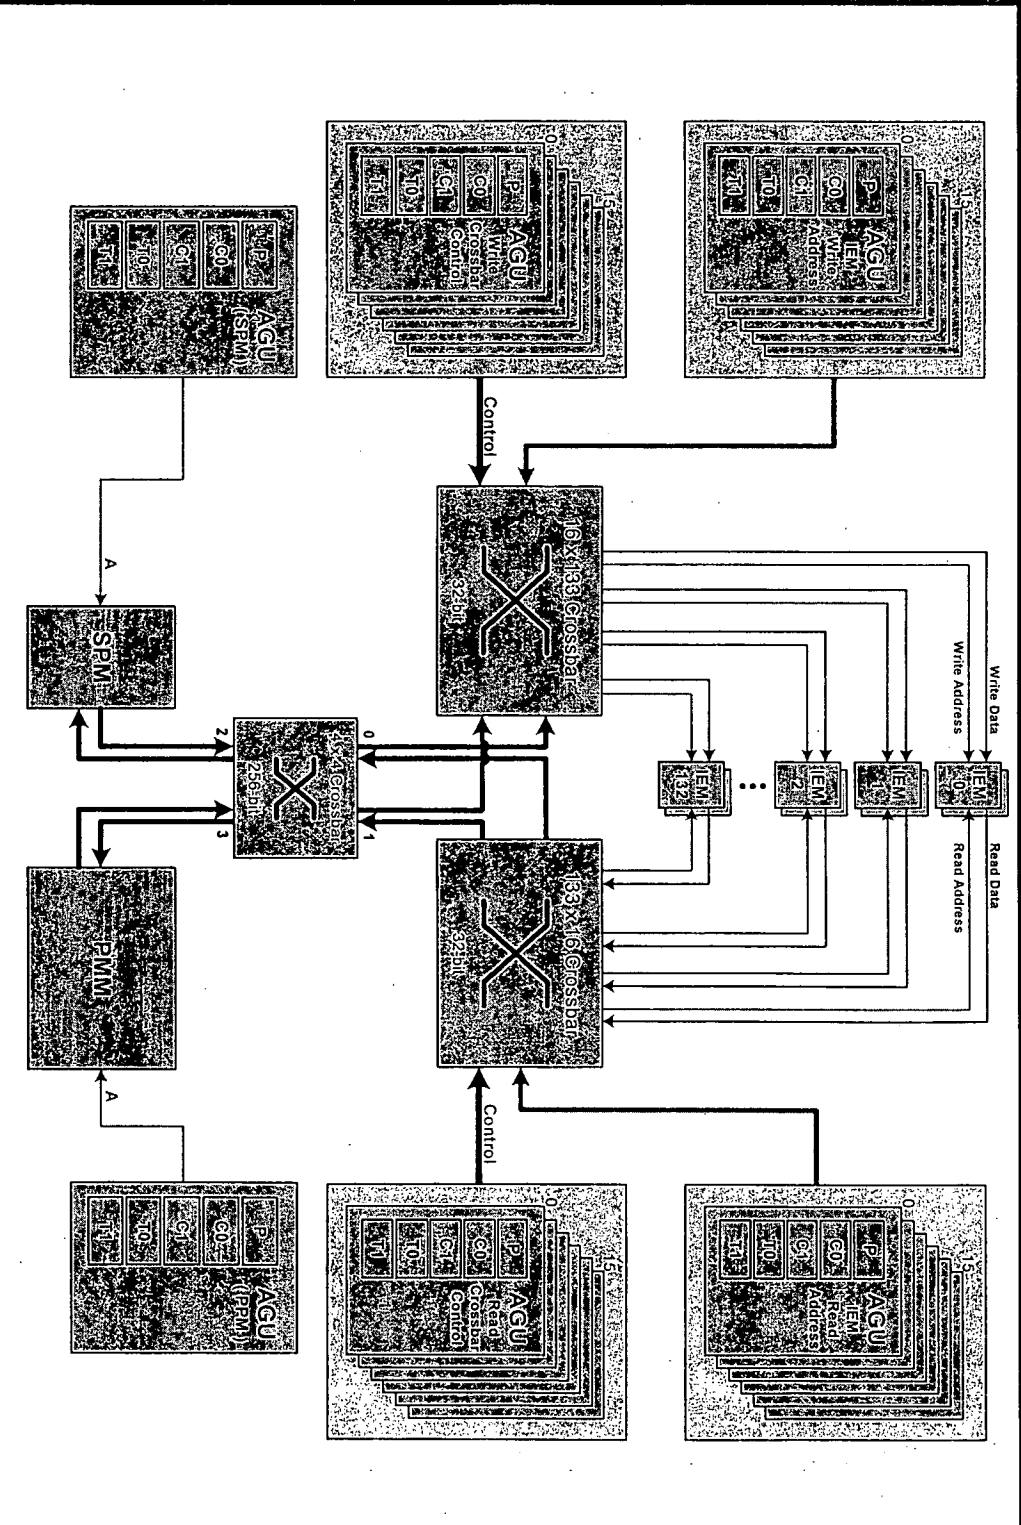 0
15
P
C0
C1
T0
T1
AGU
IEM
Write
Address
Write Data
Write Address
IEM
0
Read Data
Read Address
IEM
1
IEM
2
...
IEM
132
0
15
P
C0
C1
T0
T1
AGU
IEM
Read
Address
0
15
P
C0
C1
T0
T1
AGU
Write
Crossbar
Control
Control
16 x 133 Crossbar
32-bit
133 x 16 Crossbar
32-bit
Control
0
15
P
C0
C1
T0
T1
AGU
Read
Crossbar
Control
0
1
4 x 4 Crossbar
256-bit
2
3
P
C0
C1
T0
T1
AGU
(SPM)
A
SPM
PMM
A
P
C0
C1
T0
T1
AGU
(PPM)